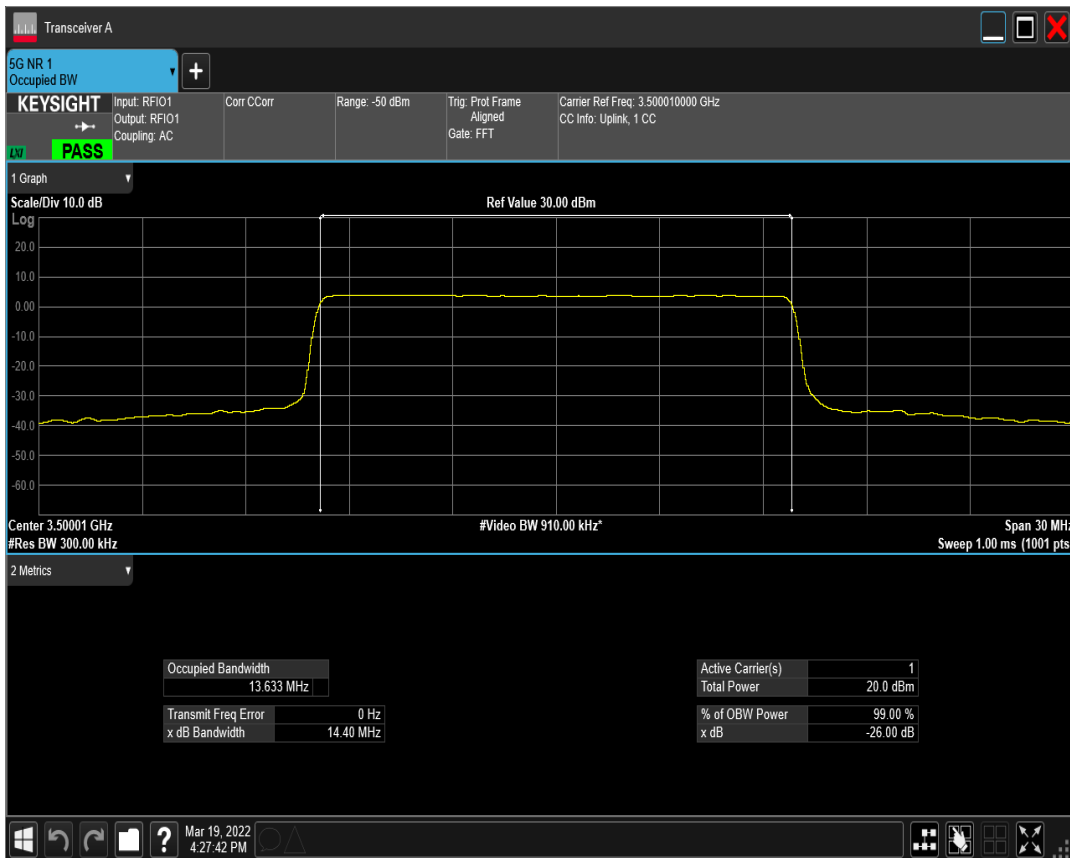 Transceiver A
5G NR 1
Occupied BW
KEYSIGHT
LXI
PASS
Input: RFIO1
Output: RFIO1
Coupling: AC
Corr CCorr
Range: -50 dBm
Trig: Prot Frame
Aligned
Gate: FFT
Carrier Ref Freq: 3.500010000 GHz
CC Info: Uplink, 1 CC
1 Graph
Scale/Div 10.0 dB
Ref Value 30.00 dBm
Log
20.0
10.0
0.00
-10.0
-20.0
-30.0
-40.0
-50.0
-60.0
Center 3.50001 GHz
#Video BW 910.00 kHz*
Span 30 MHz
#Res BW 300.00 kHz
Sweep 1.00 ms (1001 pts
2 Metrics
Occupied Bandwidth
13.633 MHz
Transmit Freq Error 0 Hz
x dB Bandwidth 14.40 MHz
Active Carrier(s) 1
Total Power 20.0 dBm
% of OBW Power 99.00 %
x dB -26.00 dB
Mar 19, 2022
4:27:42 PM